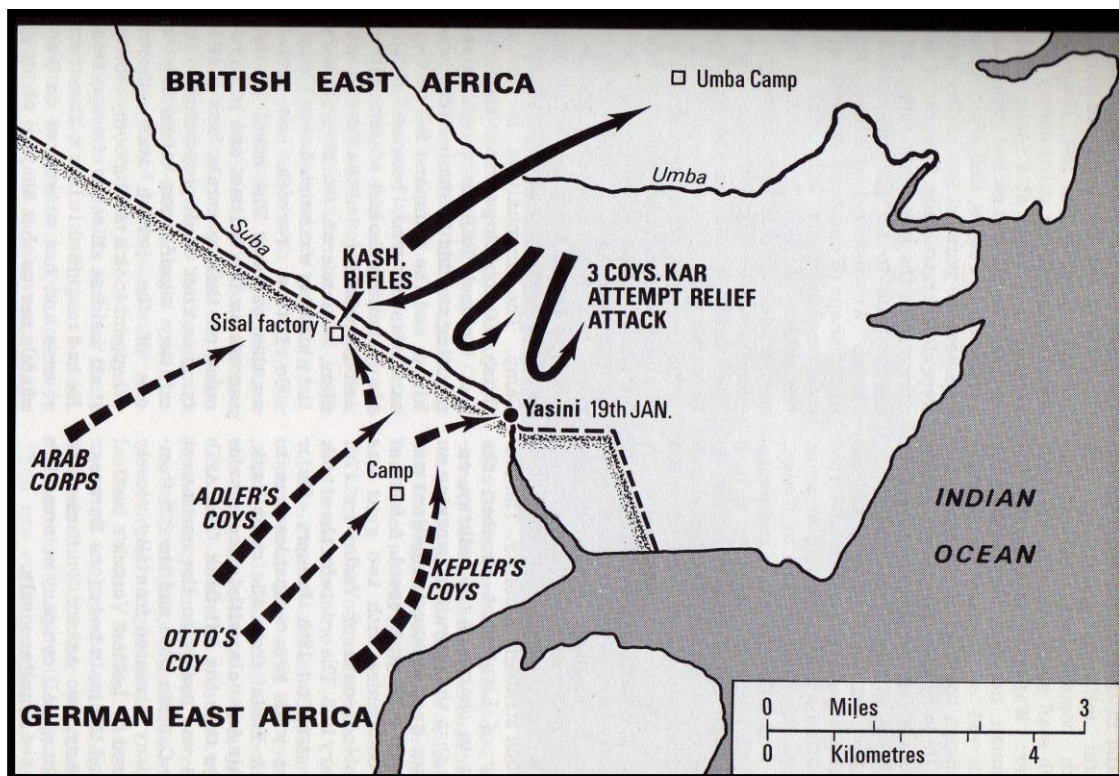 BRITISH EAST AFRICA
Umba Camp
Umba
Suba
KASH.
RIFLES
3 COYS. KAR
ATTEMPT RELIEF
ATTACK
Sisal factory
Yasini 19th JAN.
ARAB
CORPS
ADLER'S
COYS
Camp
INDIAN
OCEAN
KEPLER'S
COYS
OTTO'S
COY
GERMAN EAST AFRICA
0 Miles 3
0 Kilometres 4